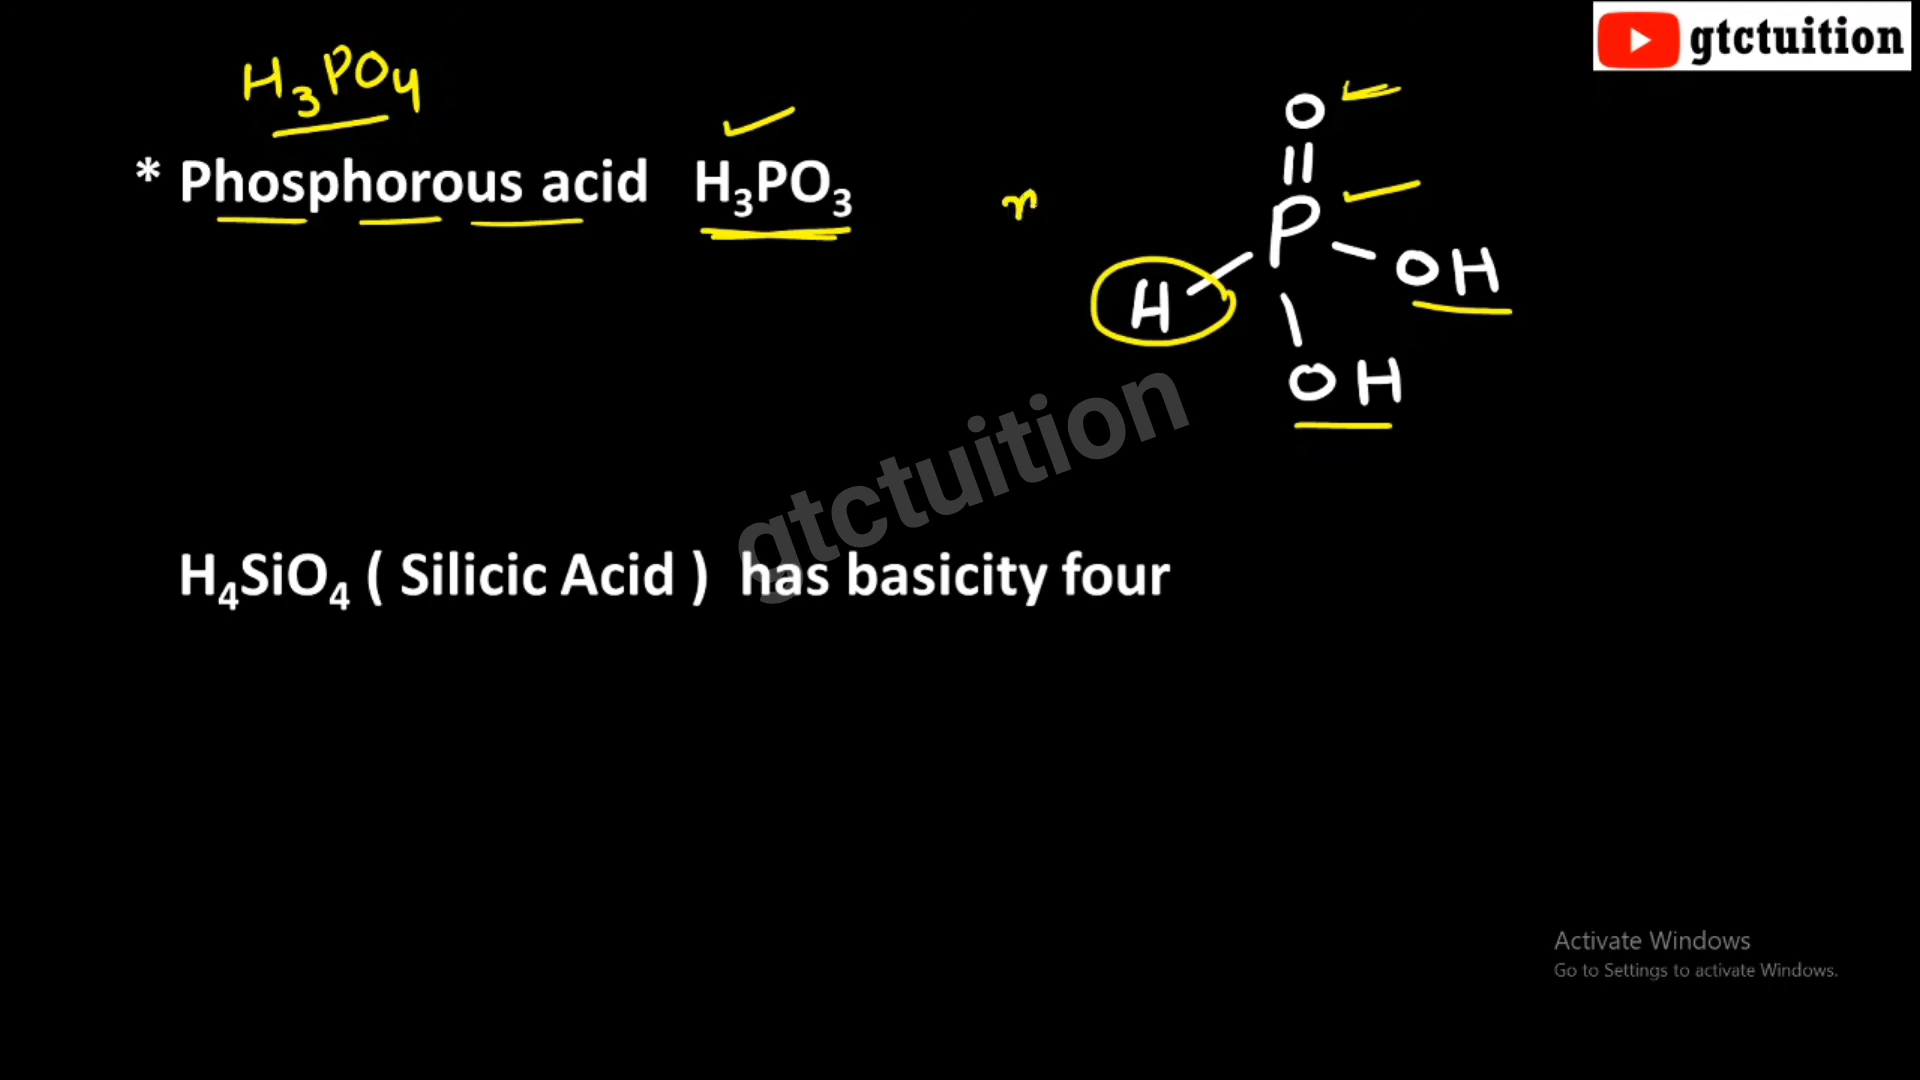 gtctuition
H₃PO₄
* Phosphorous acid H₃PO₃
n
O
||
P
H
OH
OH
gtctuition
H₄SiO₄ ( Silicic Acid ) has basicity four
Activate Windows
Go to Settings to activate Windows.